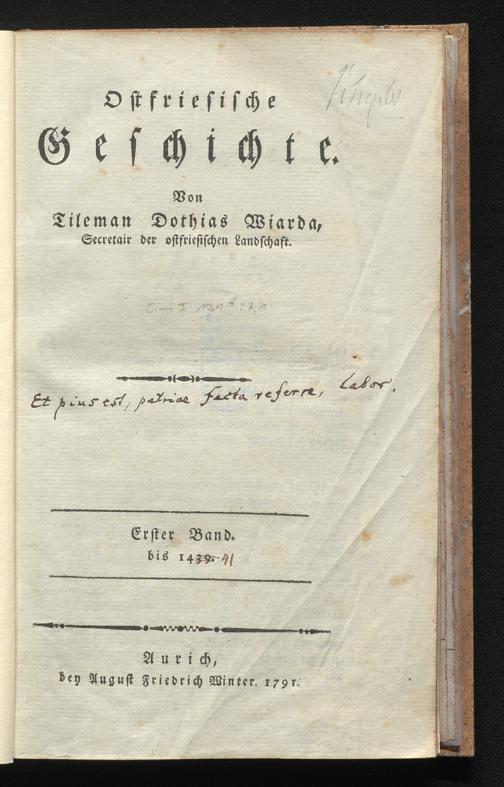 Ostfriesische
Geschichte.
Von
Tileman Dothias Wiarda,
Secretair der ostfriesischen Landschaft.
Et pius est, patriae facta referre, labor.
Erster Band.
bis 1439. 41
Aurich,
bey August Friedrich Winter. 1791.